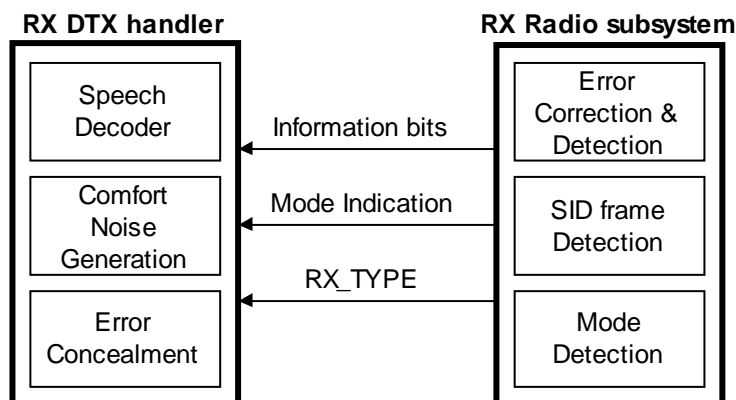 RX DTX handler
RX Radio subsystem
Speech
Decoder
Information bits
Error
Correction &
Detection
Comfort
Noise
Generation
Mode Indication
SID frame
Detection
RX_TYPE
Error
Concealment
Mode
Detection